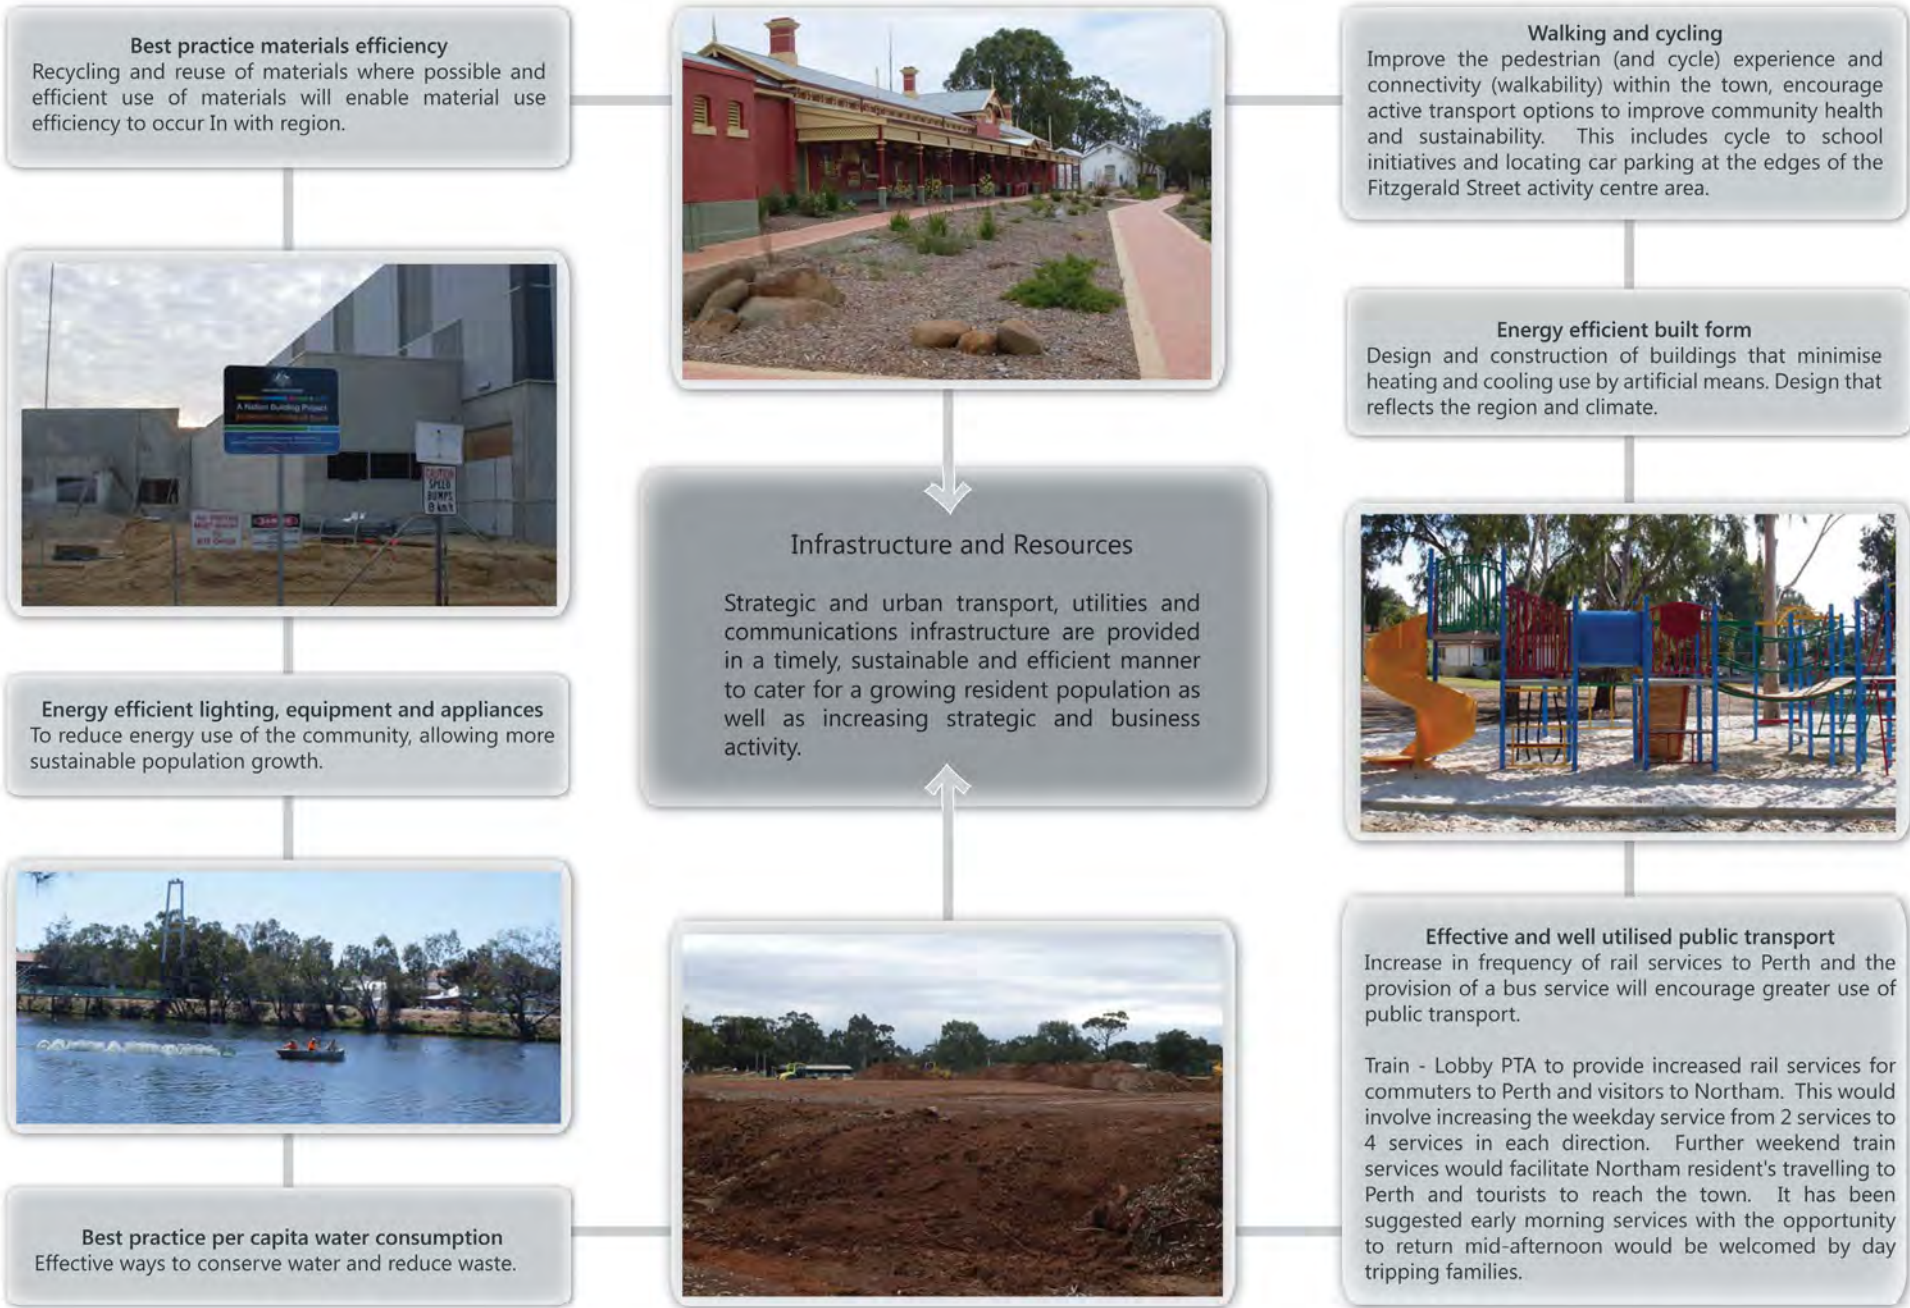 Best practice materials efficiency
Recycling and reuse of materials where possible and
efficient use of materials will enable material use
efficiency to occur In with region.
Energy efficient lighting, equipment and appliances
To reduce energy use of the community, allowing more
sustainable population growth.
Best practice per capita water consumption
Effective ways to conserve water and reduce waste.
A Nation Building Project
CAUTION
SPEED
BUMPS
8 km/h
DANGER
Infrastructure and Resources
Strategic and urban transport, utilities and
communications infrastructure are provided
in a timely, sustainable and efficient manner
to cater for a growing resident population as
well as increasing strategic and business
activity.
Walking and cycling
Improve the pedestrian (and cycle) experience and
connectivity (walkability) within the town, encourage
active transport options to improve community health
and sustainability. This includes cycle to school
initiatives and locating car parking at the edges of the
Fitzgerald Street activity centre area.
Energy efficient built form
Design and construction of buildings that minimise
heating and cooling use by artificial means. Design that
reflects the region and climate.
Effective and well utilised public transport
Increase in frequency of rail services to Perth and the
provision of a bus service will encourage greater use of
public transport.
Train - Lobby PTA to provide increased rail services for
commuters to Perth and visitors to Northam. This would
involve increasing the weekday service from 2 services to
4 services in each direction. Further weekend train
services would facilitate Northam resident's travelling to
Perth and tourists to reach the town. It has been
suggested early morning services with the opportunity
to return mid-afternoon would be welcomed by day
tripping families.